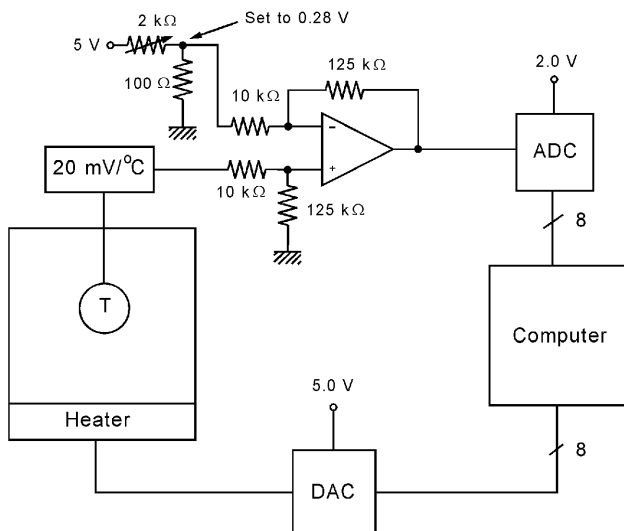 2 kΩ
Set to 0.28 V
5 V
100 Ω
125 kΩ
10 kΩ
2.0 V
–
+
ADC
20 mV/°C
10 kΩ
125 kΩ
8
T
Computer
Heater
5.0 V
8
DAC